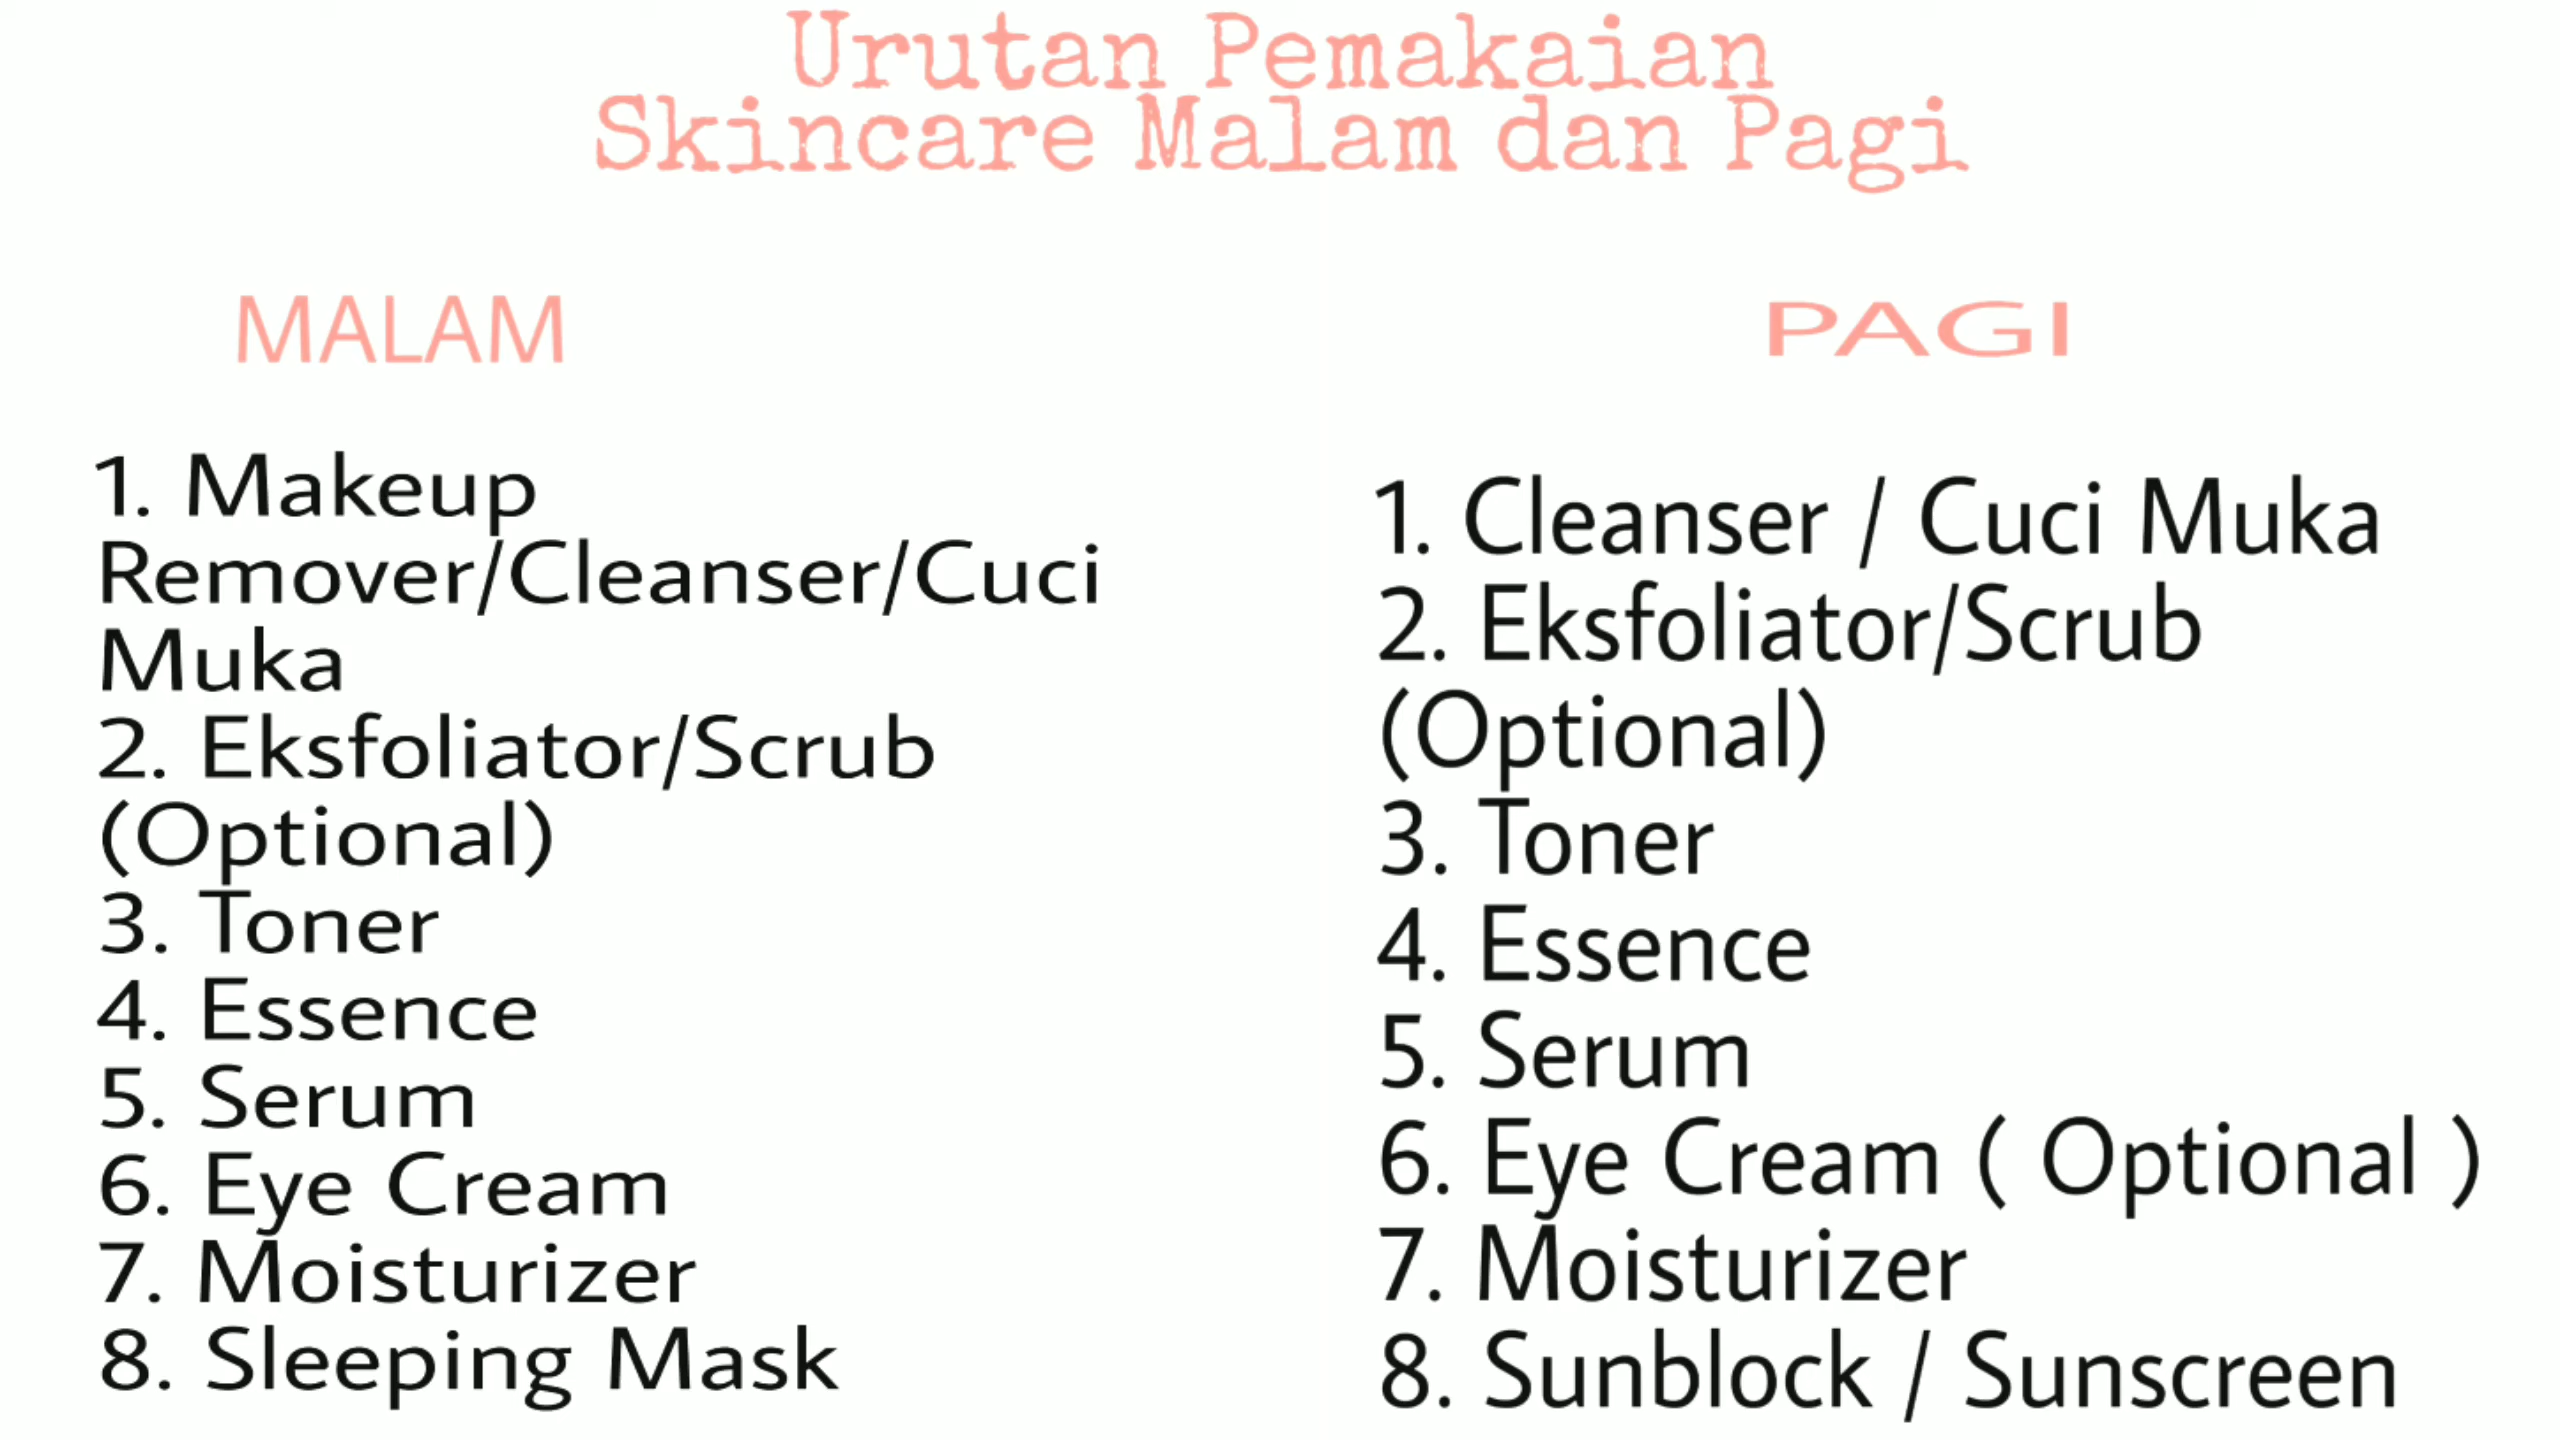 Urutan Pemakaian
Skincare Malam dan Pagi
MALAM
1. Makeup
Remover/Cleanser/Cuci
Muka
2. Eksfoliator/Scrub
(Optional)
3. Toner
4. Essence
5. Serum
6. Eye Cream
7. Moisturizer
8. Sleeping Mask
PAGI
1. Cleanser / Cuci Muka
2. Eksfoliator/Scrub
(Optional)
3. Toner
4. Essence
5. Serum
6. Eye Cream ( Optional )
7. Moisturizer
8. Sunblock / Sunscreen